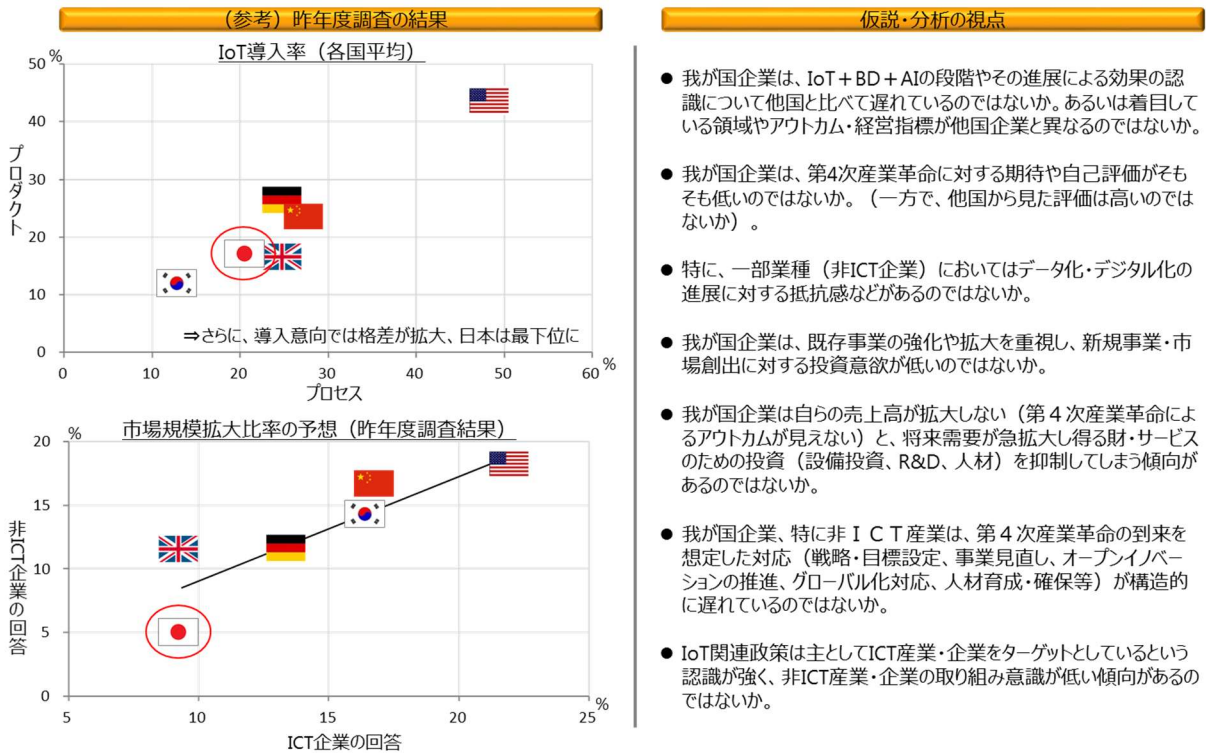 （参考）昨年度調査の結果
IoT導入率（各国平均）
%
50
40
30
20
10
0
プロダクト
⇒さらに、導入意向では格差が拡大、日本は最下位に
0 10 20 30 40 50 60 %
プロセス
市場規模拡大比率の予想（昨年度調査結果）
%
20
15
10
5
0
非ICT企業の回答
5 10 15 20 25 %
ICT企業の回答
仮説・分析の視点
● 我が国企業は、IoT＋BD＋AIの段階やその進展による効果の認
識について他国と比べて遅れているのではないか。あるいは着目して
いる領域やアウトカム・経営指標が他国企業と異なるのではないか。
● 我が国企業は、第4次産業革命に対する期待や自己評価がそも
そも低いのではないか。（一方で、他国から見た評価は高いのでは
ないか）。
● 特に、一部業種（非ICT企業）においてはデータ化・デジタル化の
進展に対する抵抗感などがあるのではないか。
● 我が国企業は、既存事業の強化や拡大を重視し、新規事業・市
場創出に対する投資意欲が低いのではないか。
● 我が国企業は自らの売上高が拡大しない（第４次産業革命によ
るアウトカムが見えない）と、将来需要が急拡大し得る財・サービス
のための投資（設備投資、R&D、人材）を抑制してしまう傾向が
あるのではないか。
● 我が国企業、特に非ＩＣＴ産業は、第４次産業革命の到来を
想定した対応（戦略・目標設定、事業見直し、オープンイノベー
ションの推進、グローバル化対応、人材育成・確保等）が構造的
に遅れているのではないか。
● IoT関連政策は主としてICT産業・企業をターゲットとしているという
認識が強く、非ICT産業・企業の取り組み意識が低い傾向があるの
ではないか。